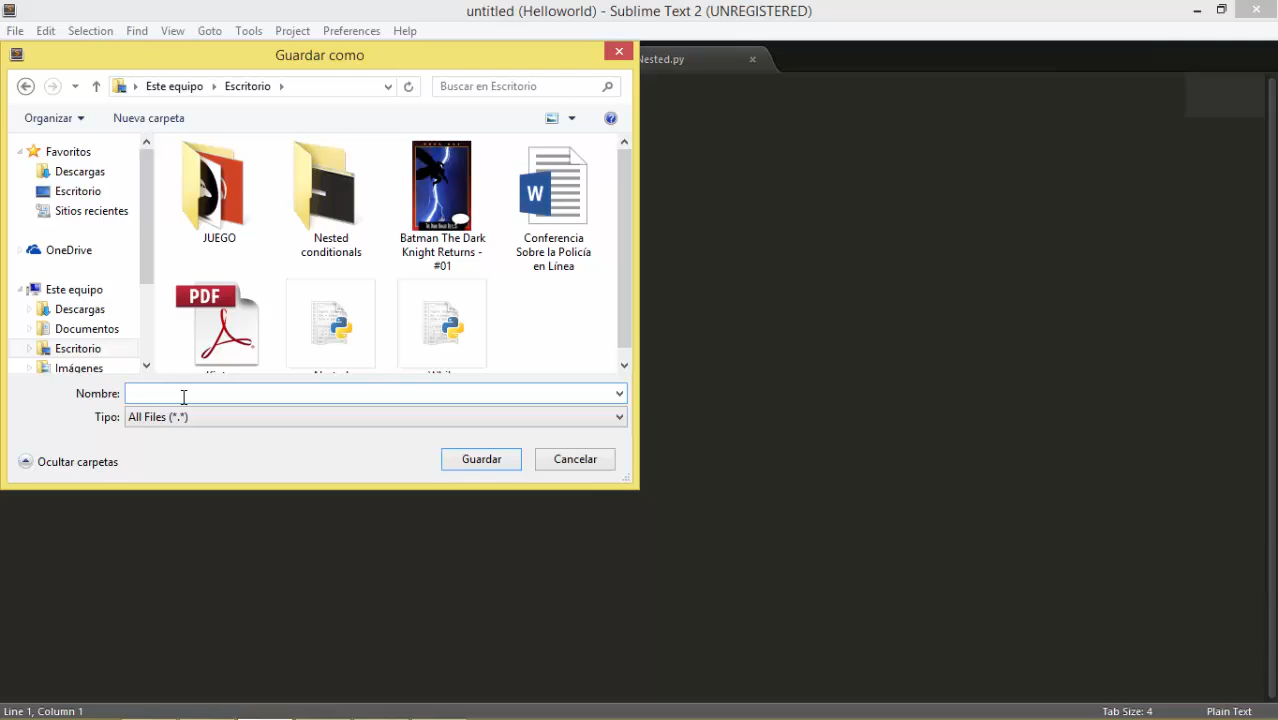 untitled (Helloworld) - Sublime Text 2 (UNREGISTERED)
File Edit Selection Find View Goto Tools Project Preferences Help
Guardar como
Nested.py
Este equipo Escritorio
Buscar en Escritorio
Organizar Nueva carpeta
Favoritos
Descargas
Escritorio
Sitios recientes
OneDrive
Este equipo
Descargas
Documentos
Escritorio
Imágenes
JUEGO
Nested
conditionals
Batman The Dark
Knight Returns -
#01
W
Conferencia
Sobre la Policía
en Línea
PDF
Nombre:
Tipo: All Files (*.*)
Ocultar carpetas
Guardar Cancelar
Line 1, Column 1
Tab Size: 4 Plain Text